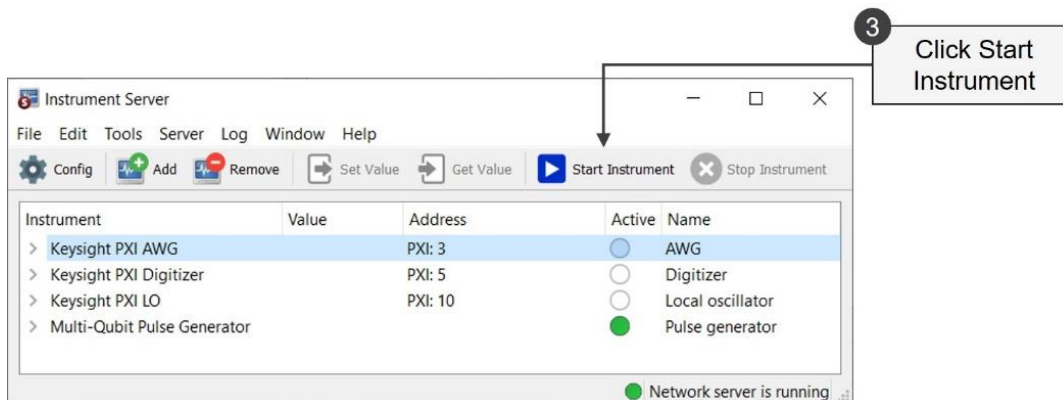 3
Click Start
Instrument
Instrument Server
File Edit Tools Server Log Window Help
Config Add Remove Set Value Get Value Start Instrument Stop Instrument
Instrument Value Address Active Name
Keysight PXI AWG PXI: 3 AWG
Keysight PXI Digitizer PXI: 5 Digitizer
Keysight PXI LO PXI: 10 Local oscillator
Multi-Qubit Pulse Generator Pulse generator
Network server is running